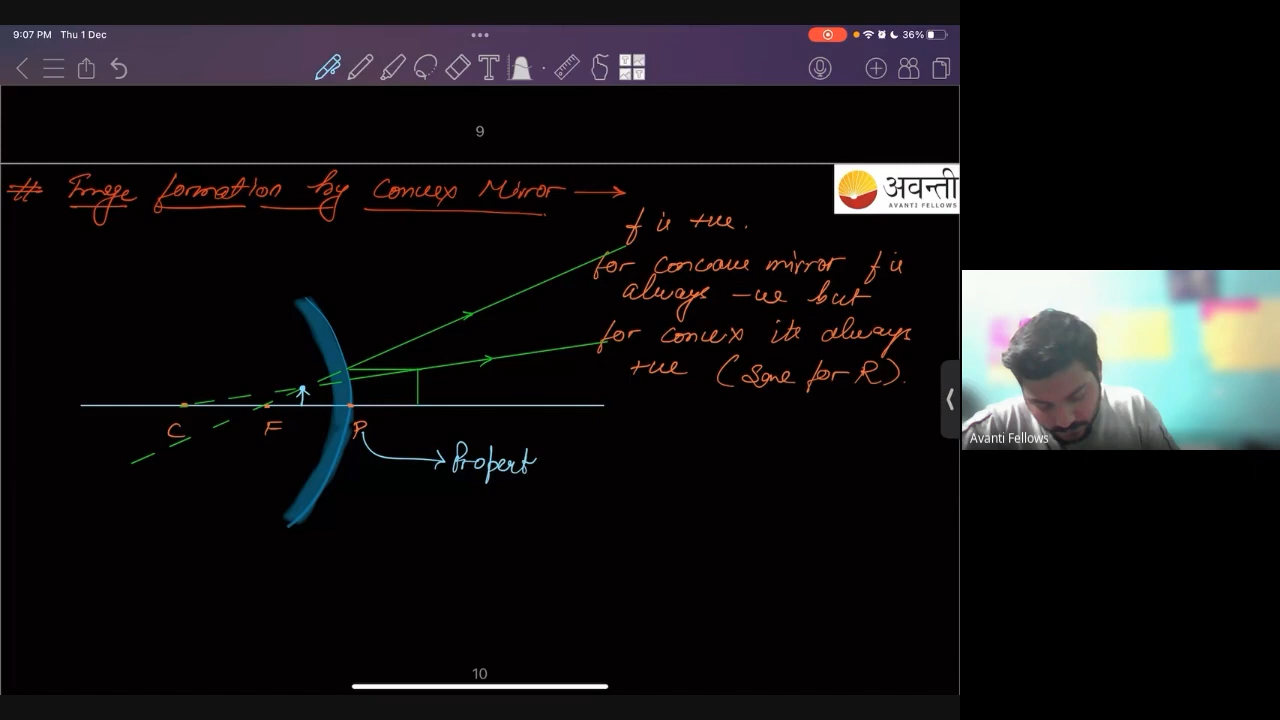 9:07 PM Thu 1 Dec
36%
9
# Image formation by Convex Mirror →
अवन्ती
AVANTI FELLOWS
f is +ve.
for concave mirror f is
always -ve but
for convex its always
+ve (Same for R).
C F P
Propert
Avanti Fellows
10